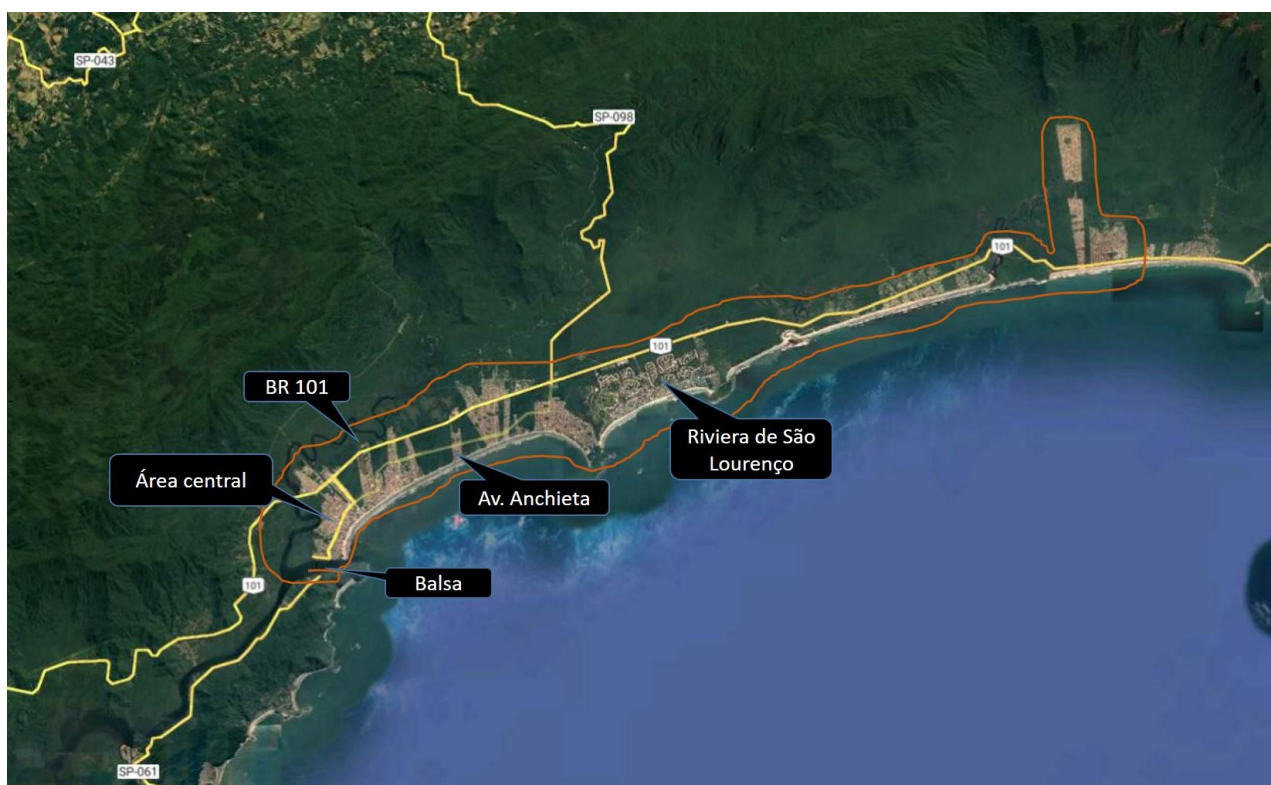 SP-043
SP-098
101
101
BR 101
Riviera de São
Lourenço
Área central
Av. Anchieta
Balsa
101
SP-061